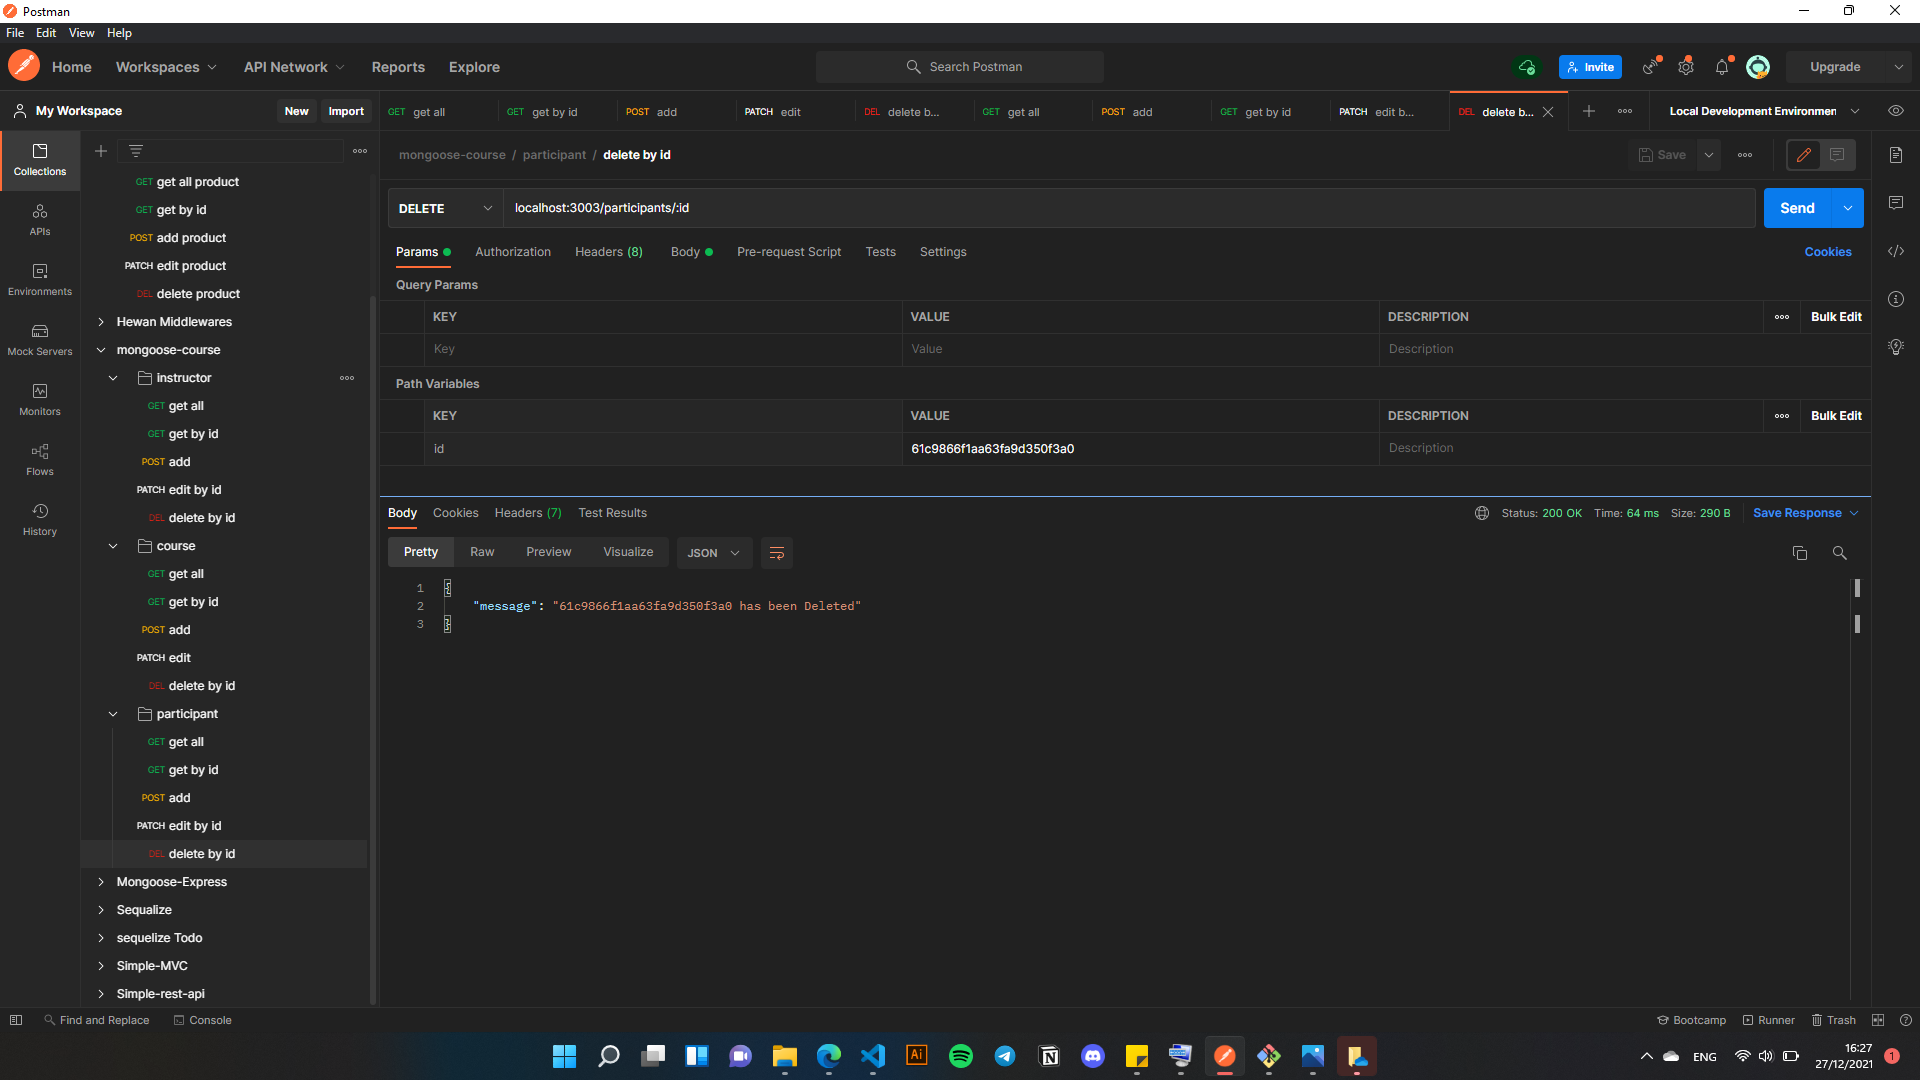 Postman
File Edit View Help
Home Workspaces API Network Reports Explore Search Postman Invite Upgrade
My Workspace New Import
GET get all GET get by id POST add PATCH edit DEL delete b... GET get all POST add GET get by id PATCH edit b... DEL delete b... Local Development Environmen
Collections
APIs
Environments
Mock Servers
Monitors
Flows
History
GET get all product
GET get by id
POST add product
PATCH edit product
DEL delete product
Hewan Middlewares
mongoose-course
instructor
GET get all
GET get by id
POST add
PATCH edit by id
DEL delete by id
course
GET get all
GET get by id
POST add
PATCH edit
DEL delete by id
participant
GET get all
GET get by id
POST add
PATCH edit by id
DEL delete by id
Mongoose-Express
Sequalize
sequelize Todo
Simple-MVC
Simple-rest-api
mongoose-course / participant / delete by id Save
DELETE localhost:3003/participants/:id Send
Params Authorization Headers (8) Body Pre-request Script Tests Settings Cookies
Query Params
KEY VALUE DESCRIPTION Bulk Edit
Key Value Description
Path Variables
KEY VALUE DESCRIPTION Bulk Edit
id 61c9866f1aa63fa9d350f3a0 Description
Body Cookies Headers (7) Test Results Status: 200 OK Time: 64 ms Size: 290 B Save Response
Pretty Raw Preview Visualize JSON
1 {
2 "message": "61c9866f1aa63fa9d350f3a0 has been Deleted"
3 }
Find and Replace Console Bootcamp Runner Trash
Ai
ENG
16:27
27/12/2021
1